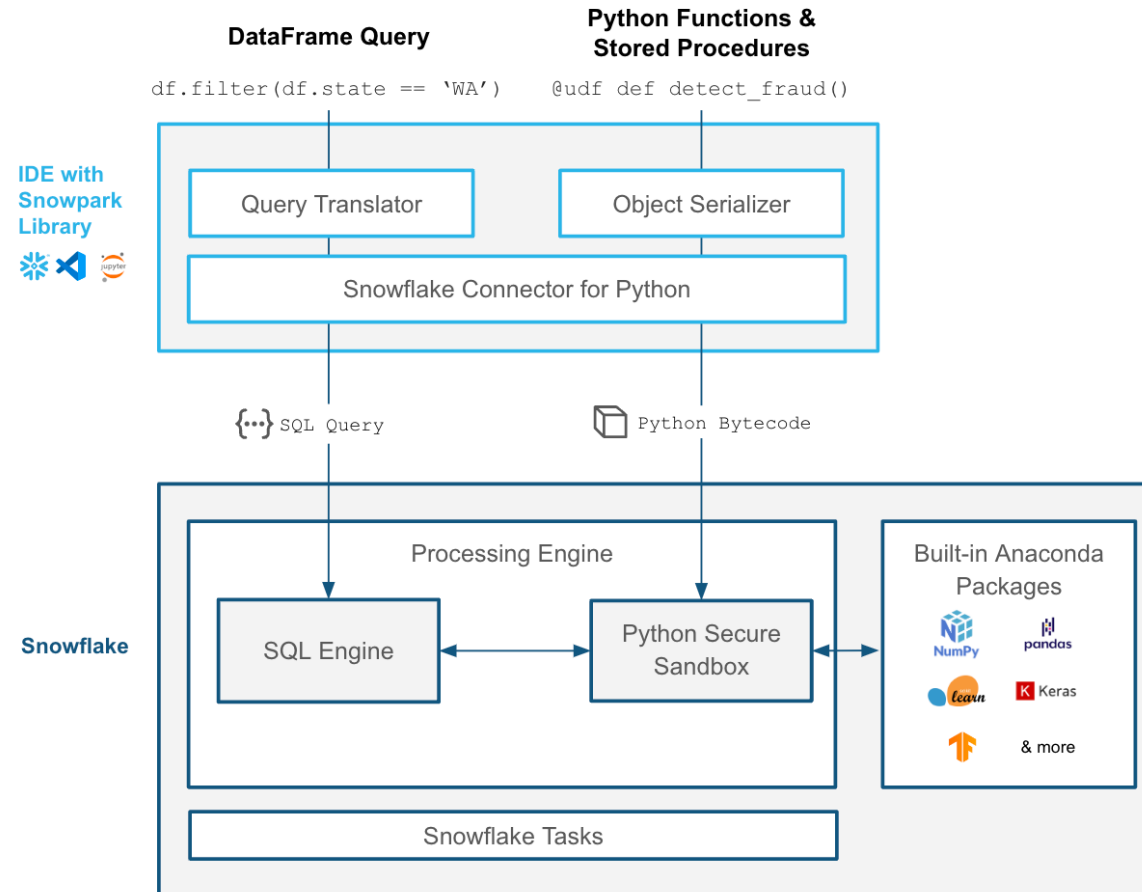 DataFrame Query
Python Functions &
Stored Procedures
df.filter(df.state == ‘WA’)
@udf def detect_fraud()
IDE with
Snowpark
Library
jupyter
Query Translator
Object Serializer
Snowflake Connector for Python
{···} SQL Query
Python Bytecode
Snowflake
Processing Engine
SQL Engine
Python Secure
Sandbox
Built-in Anaconda
Packages
NumPy
pandas
learn
K Keras
& more
Snowflake Tasks